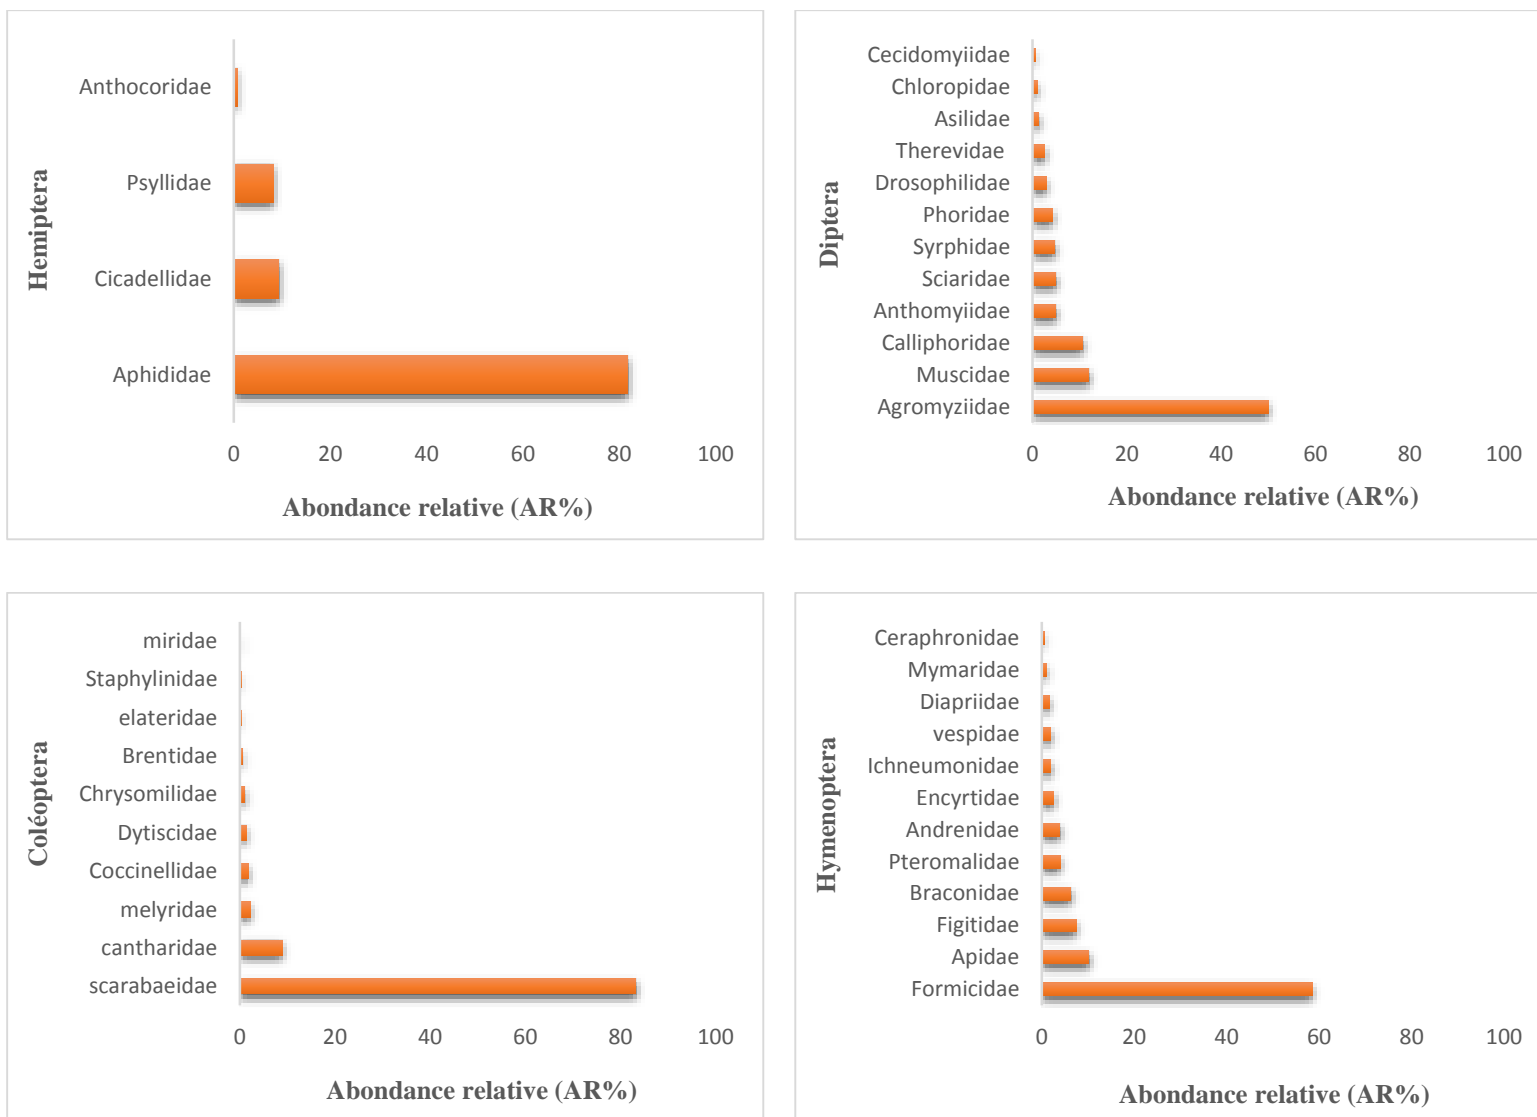 Hemiptera
Anthocoridae
Psyllidae
Cicadellidae
Aphididae
0 20 40 60 80 100
Abondance relative (AR%)
Diptera
Cecidomyiidae
Chloropidae
Asilidae
Therevidae
Drosophilidae
Phoridae
Syrphidae
Sciaridae
Anthomyiidae
Calliphoridae
Muscidae
Agromyziidae
0 20 40 60 80 100
Abondance relative (AR%)
Coléoptera
miridae
Staphylinidae
elateridae
Brentidae
Chrysomilidae
Dytiscidae
Coccinellidae
melyridae
cantharidae
scarabaeidae
0 20 40 60 80 100
Abondance relative (AR%)
Hymenoptera
Ceraphronidae
Mymaridae
Diapriidae
vespidae
Ichneumonidae
Encyrtidae
Andrenidae
Pteromalidae
Braconidae
Figitidae
Apidae
Formicidae
0 20 40 60 80 100
Abondance relative (AR%)